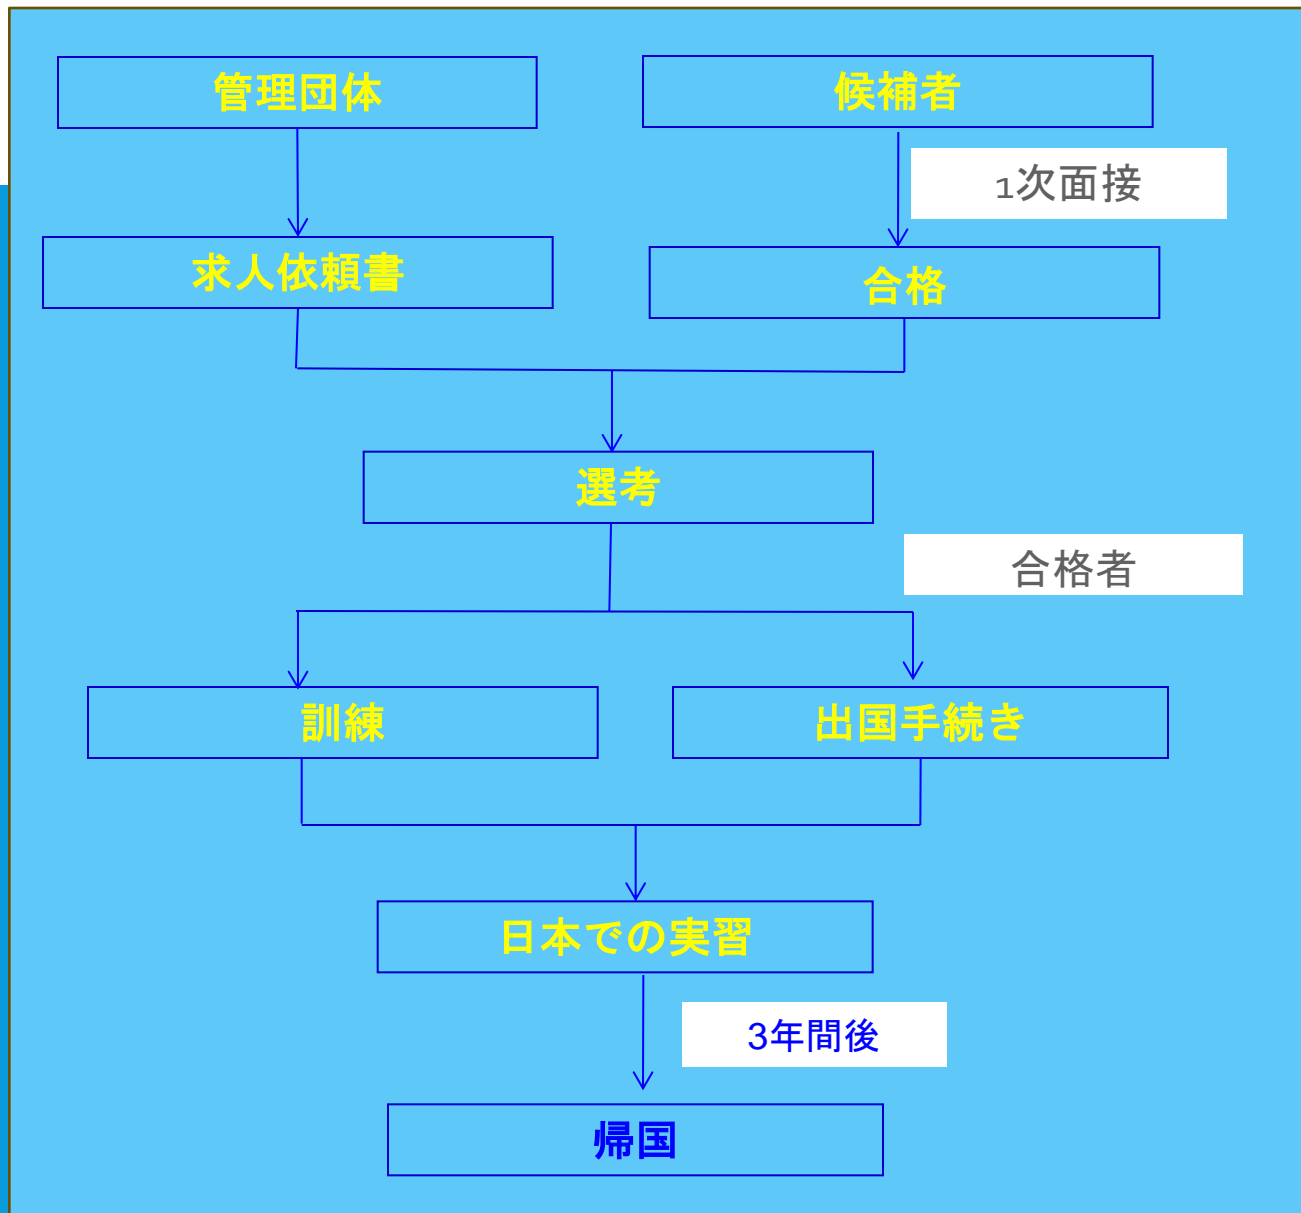 管理団体
候補者
1次面接
求人依頼書
合格
選考
合格者
訓練
出国手続き
日本での実習
3年間後
帰国